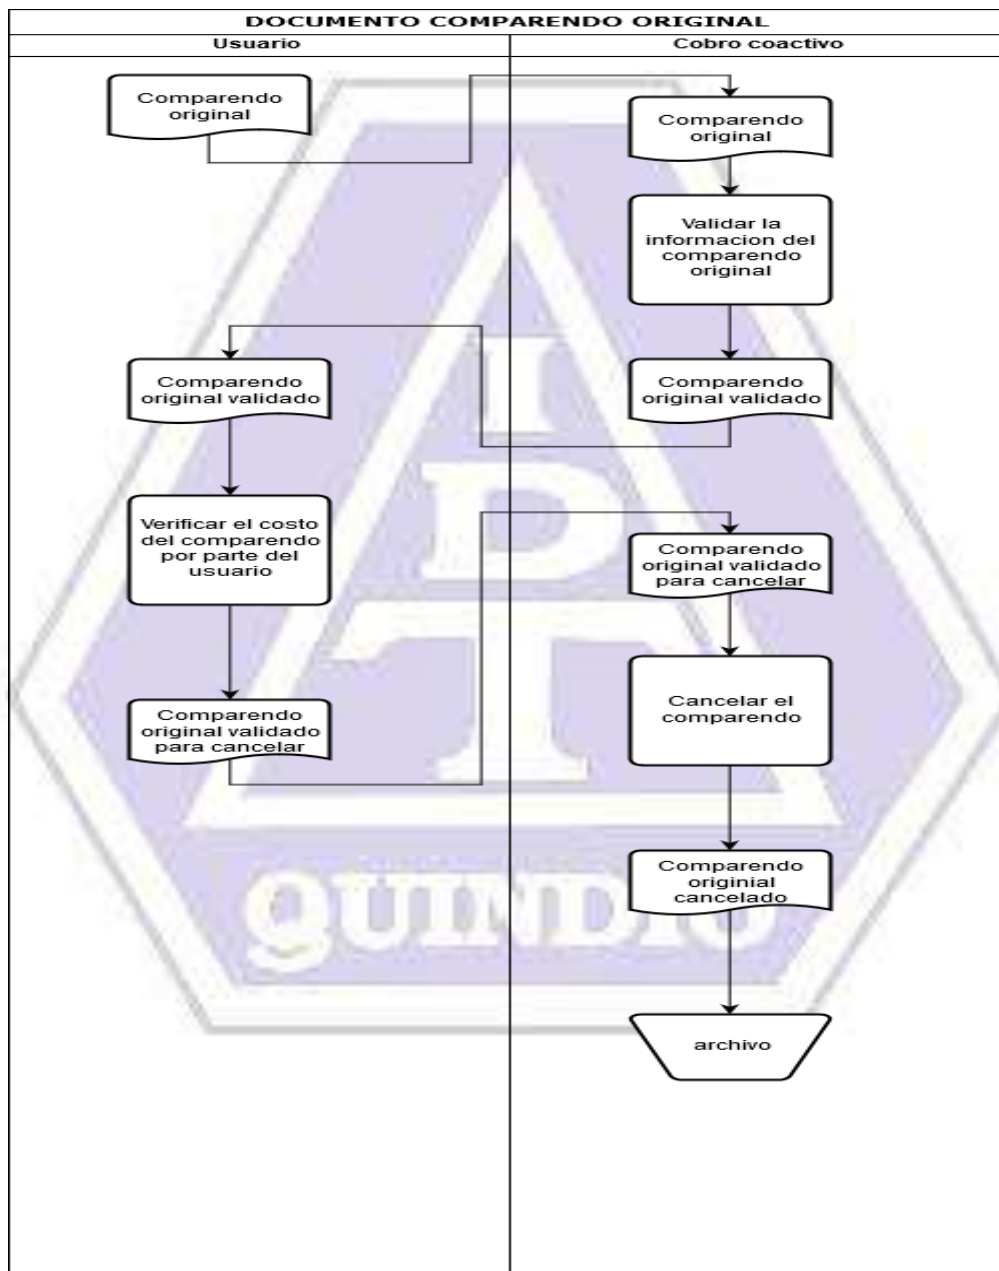 DOCUMENTO COMPARENDO ORIGINAL
Usuario
Cobro coactivo
Comparendo
original
Comparendo
original
Validar la
informacion del
comparendo
original
Comparendo
original validado
Comparendo
original validado
Verificar el costo
del comparendo
por parte del
usuario
Comparendo
original validado
para cancelar
Comparendo
original validado
para cancelar
Cancelar el
comparendo
Comparendo
originial
cancelado
archivo
I
D
T
QUINDIO